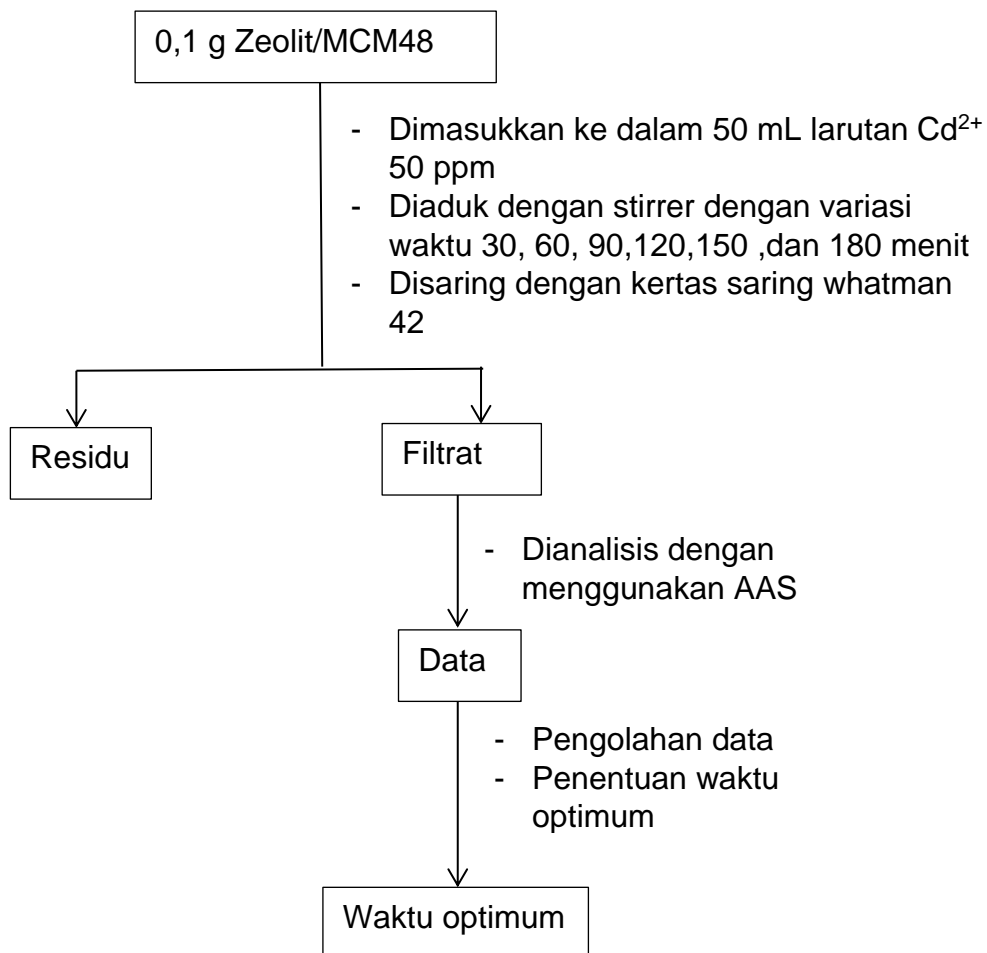 0,1 g Zeolit/MCM48
- Dimasukkan ke dalam 50 mL larutan Cd²⁺
50 ppm
- Diaduk dengan stirrer dengan variasi
waktu 30, 60, 90,120,150 ,dan 180 menit
- Disaring dengan kertas saring whatman
42
Residu
Filtrat
- Dianalisis dengan
menggunakan AAS
Data
- Pengolahan data
- Penentuan waktu
optimum
Waktu optimum